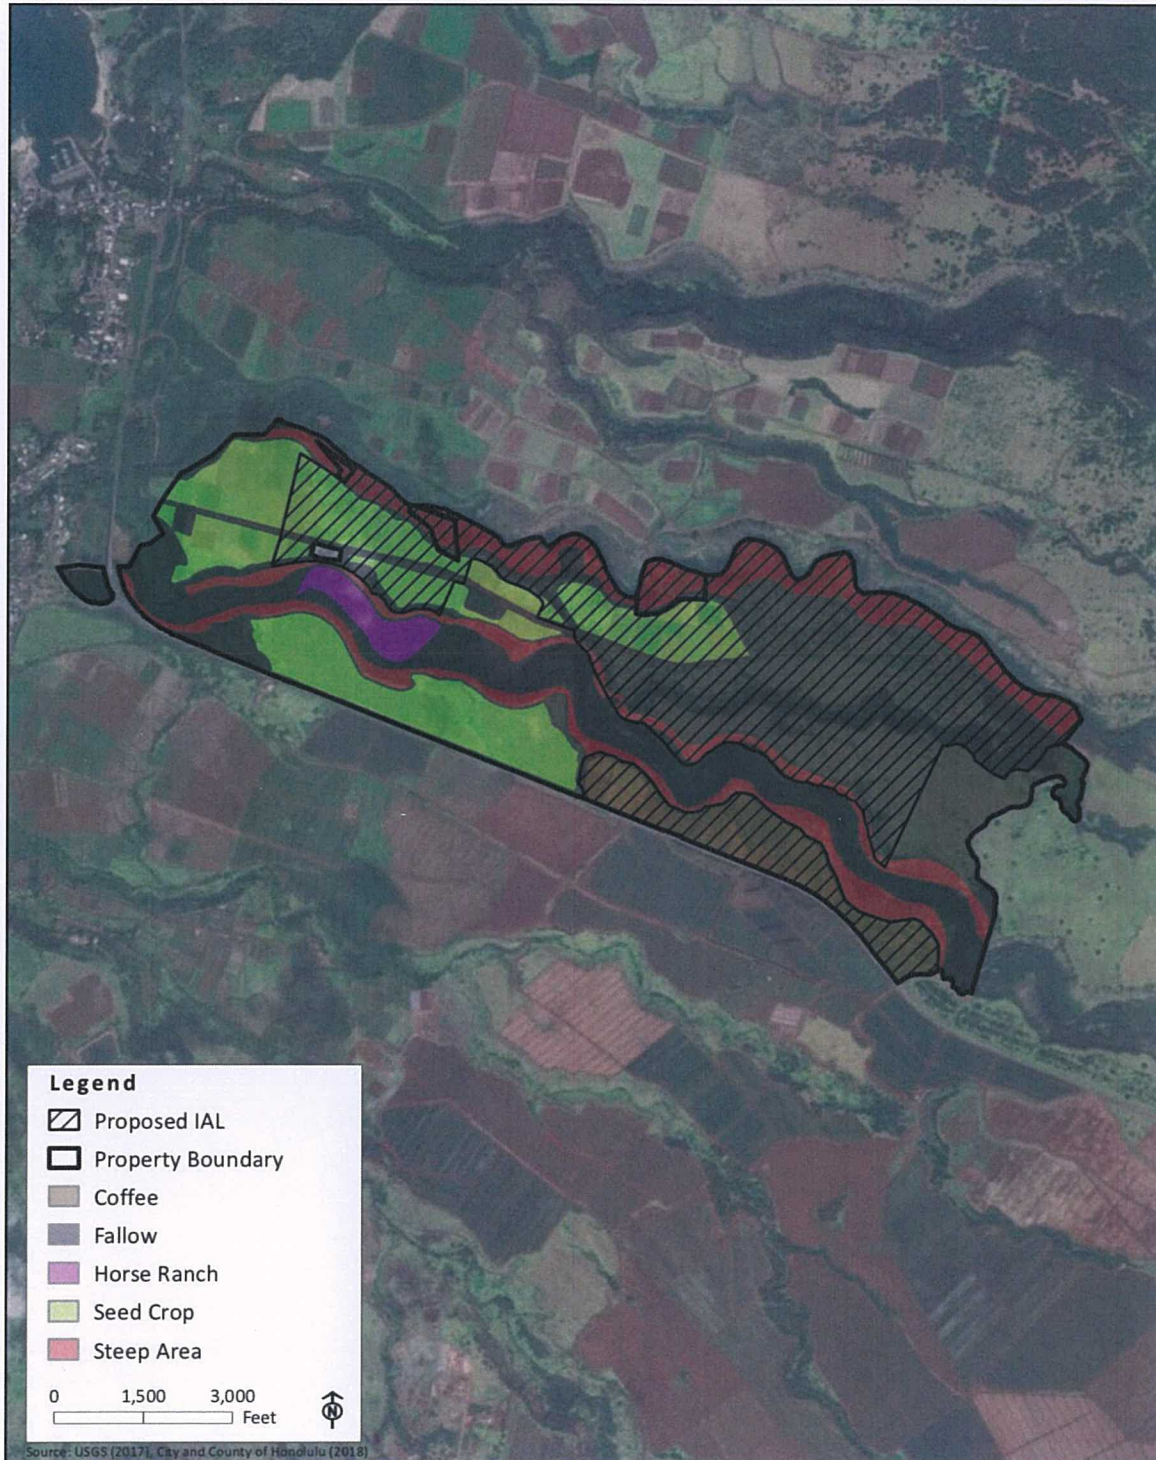 Legend
Proposed IAL
Property Boundary
Coffee
Fallow
Horse Ranch
Seed Crop
Steep Area
0 1,500 3,000
Feet
N
Source: USGS (2017), City and County of Honolulu (2018)